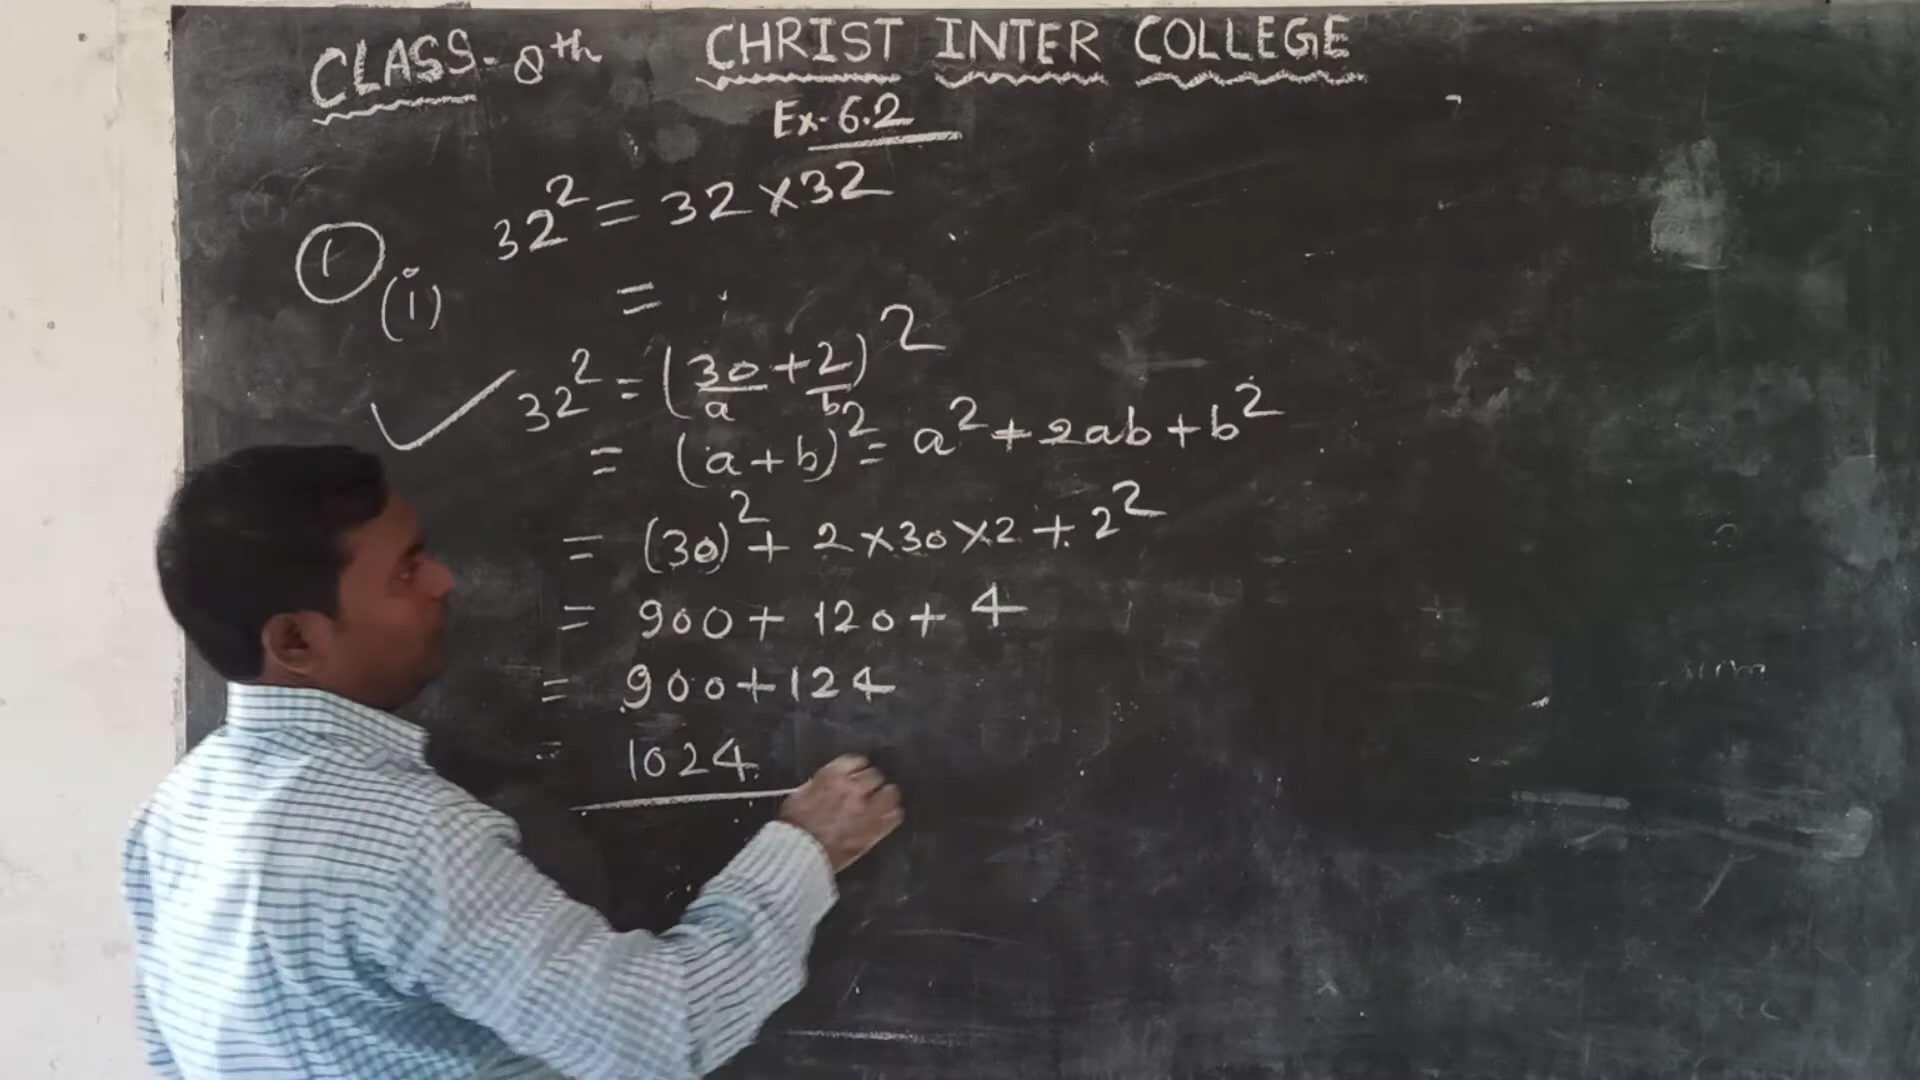 CLASS-8th
CHRIST INTER COLLEGE
Ex-6.2
① (i) 32² = 32 × 32
=
32² = (30 + 2)²
a b
= (a + b)² = a² + 2ab + b²
= (30)² + 2 × 30 × 2 + 2²
= 900 + 120 + 4
= 900 + 124
= 1024